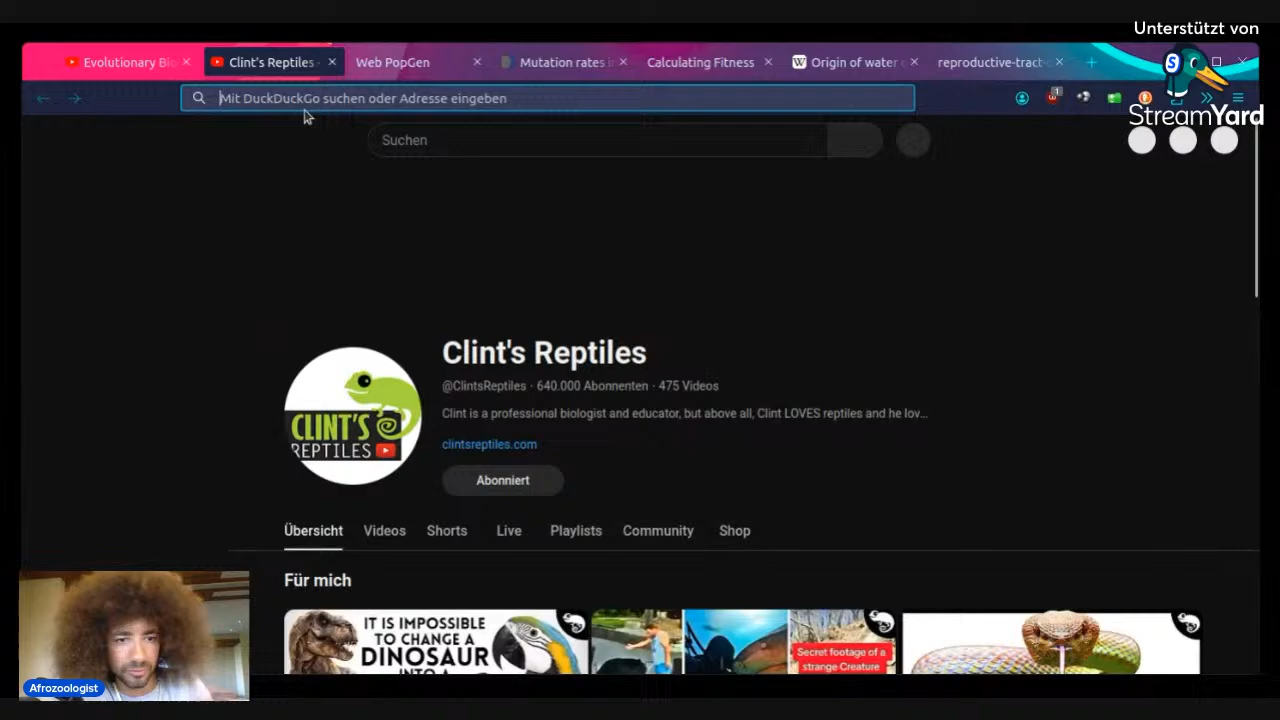 Unterstützt von
StreamYard
Evolutionary Bio
Clint's Reptiles
Web PopGen
Mutation rates i
Calculating Fitness
W Origin of water
reproductive-tract
Mit DuckDuckGo suchen oder Adresse eingeben
1
Suchen
CLINT'S
REPTILES
Clint's Reptiles
@ClintsReptiles · 640.000 Abonnenten · 475 Videos
Clint is a professional biologist and educator, but above all, Clint LOVES reptiles and he lov...
clintsreptiles.com
Abonniert
Übersicht
Videos
Shorts
Live
Playlists
Community
Shop
Für mich
IT IS IMPOSSIBLE
TO CHANGE A
DINOSAUR
INTO A
Secret footage of a
strange Creature
Afrozoologist